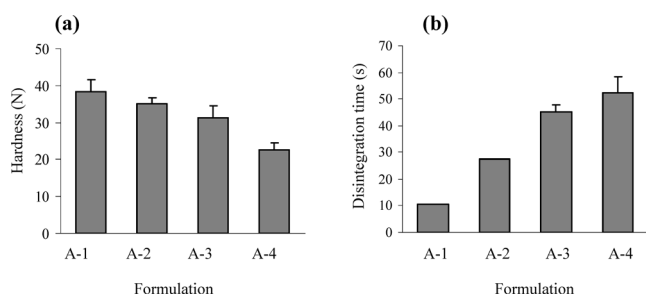 (a)
Hardness (N)
50
40
30
20
10
0
A-1 A-2 A-3 A-4
Formulation
(b)
Disintegration time (s)
70
60
50
40
30
20
10
0
A-1 A-2 A-3 A-4
Formulation